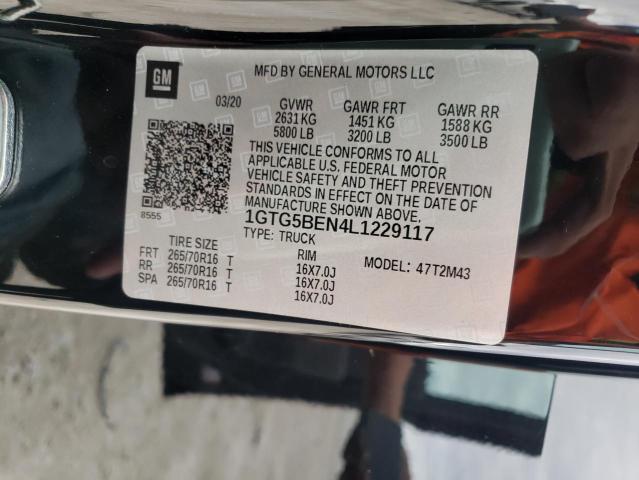 GM
MFD BY GENERAL MOTORS LLC
03/20 GVWR GAWR FRT GAWR RR
2631 KG 1451 KG 1588 KG
5800 LB 3200 LB 3500 LB
THIS VEHICLE CONFORMS TO ALL
APPLICABLE U.S. FEDERAL MOTOR
VEHICLE SAFETY AND THEFT PREVENTION
STANDARDS IN EFFECT ON THE DATE OF
MANUFACTURE SHOWN ABOVE.
8555 1GTG5BEN4L1229117
TYPE: TRUCK
TIRE SIZE RIM MODEL: 47T2M43
FRT 265/70R16 T 16X7.0J
RR 265/70R16 T 16X7.0J
SPA 265/70R16 T 16X7.0J